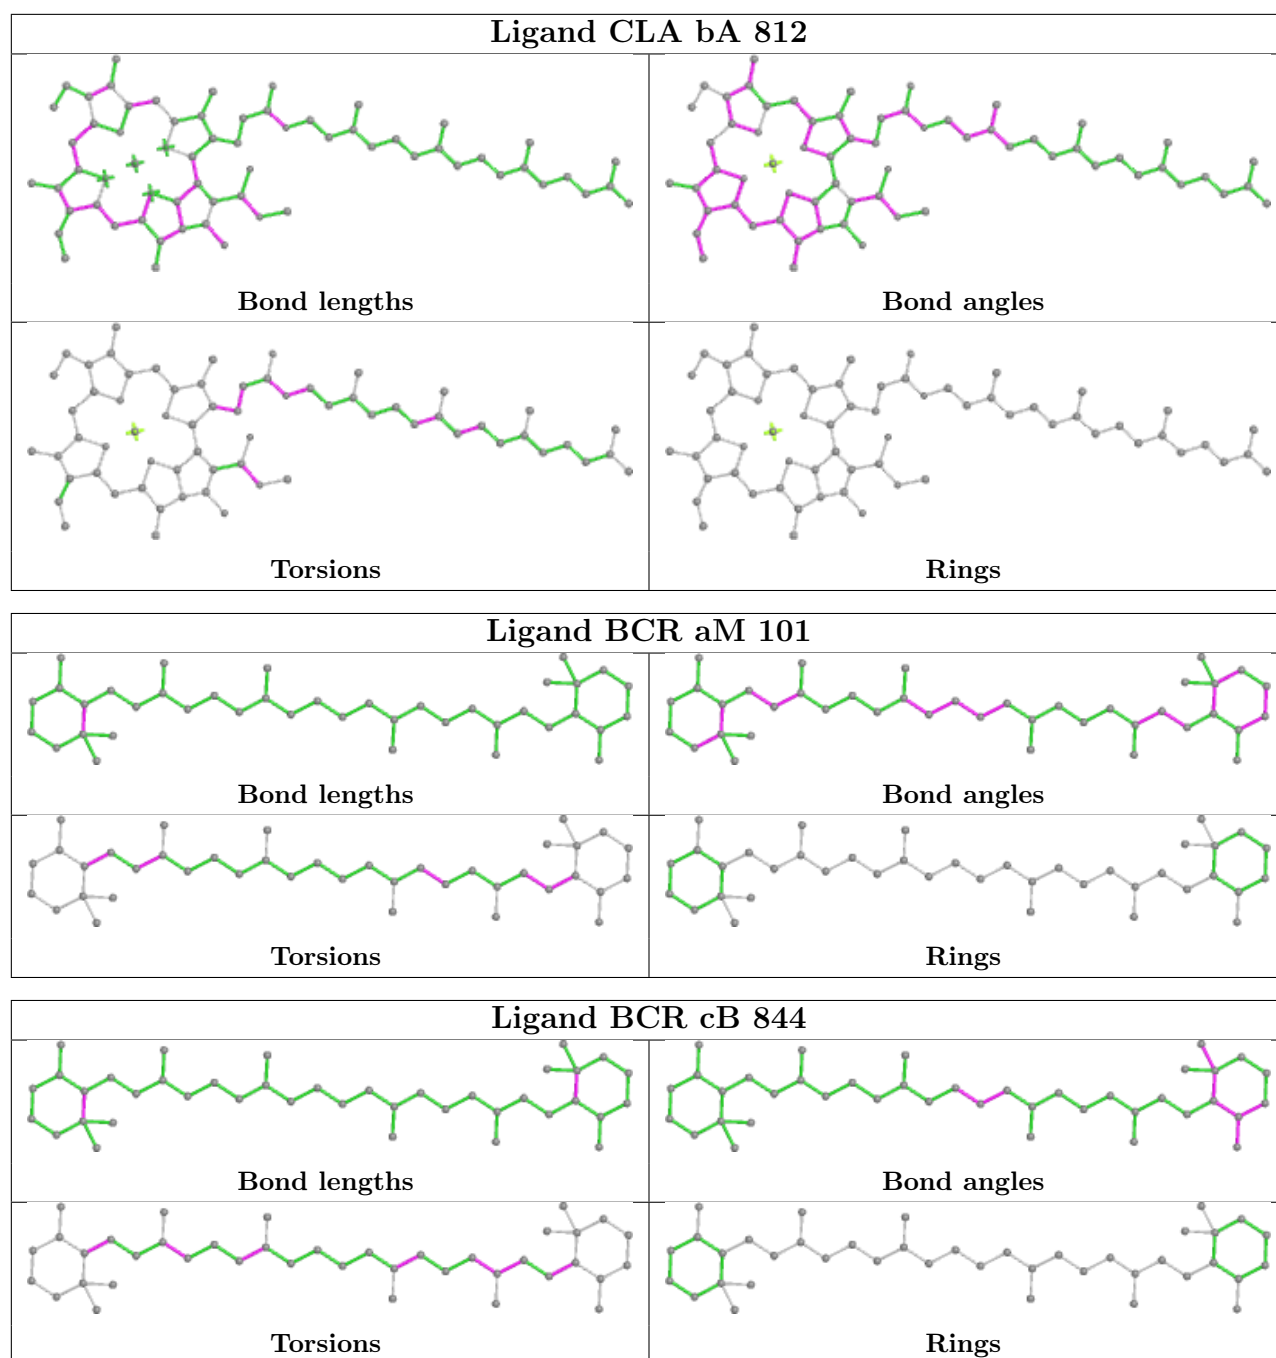 Ligand CLA bA 812
Bond lengths
Bond angles
Torsions
Rings
Ligand BCR aM 101
Bond lengths
Bond angles
Torsions
Rings
Ligand BCR cB 844
Bond lengths
Bond angles
Torsions
Rings